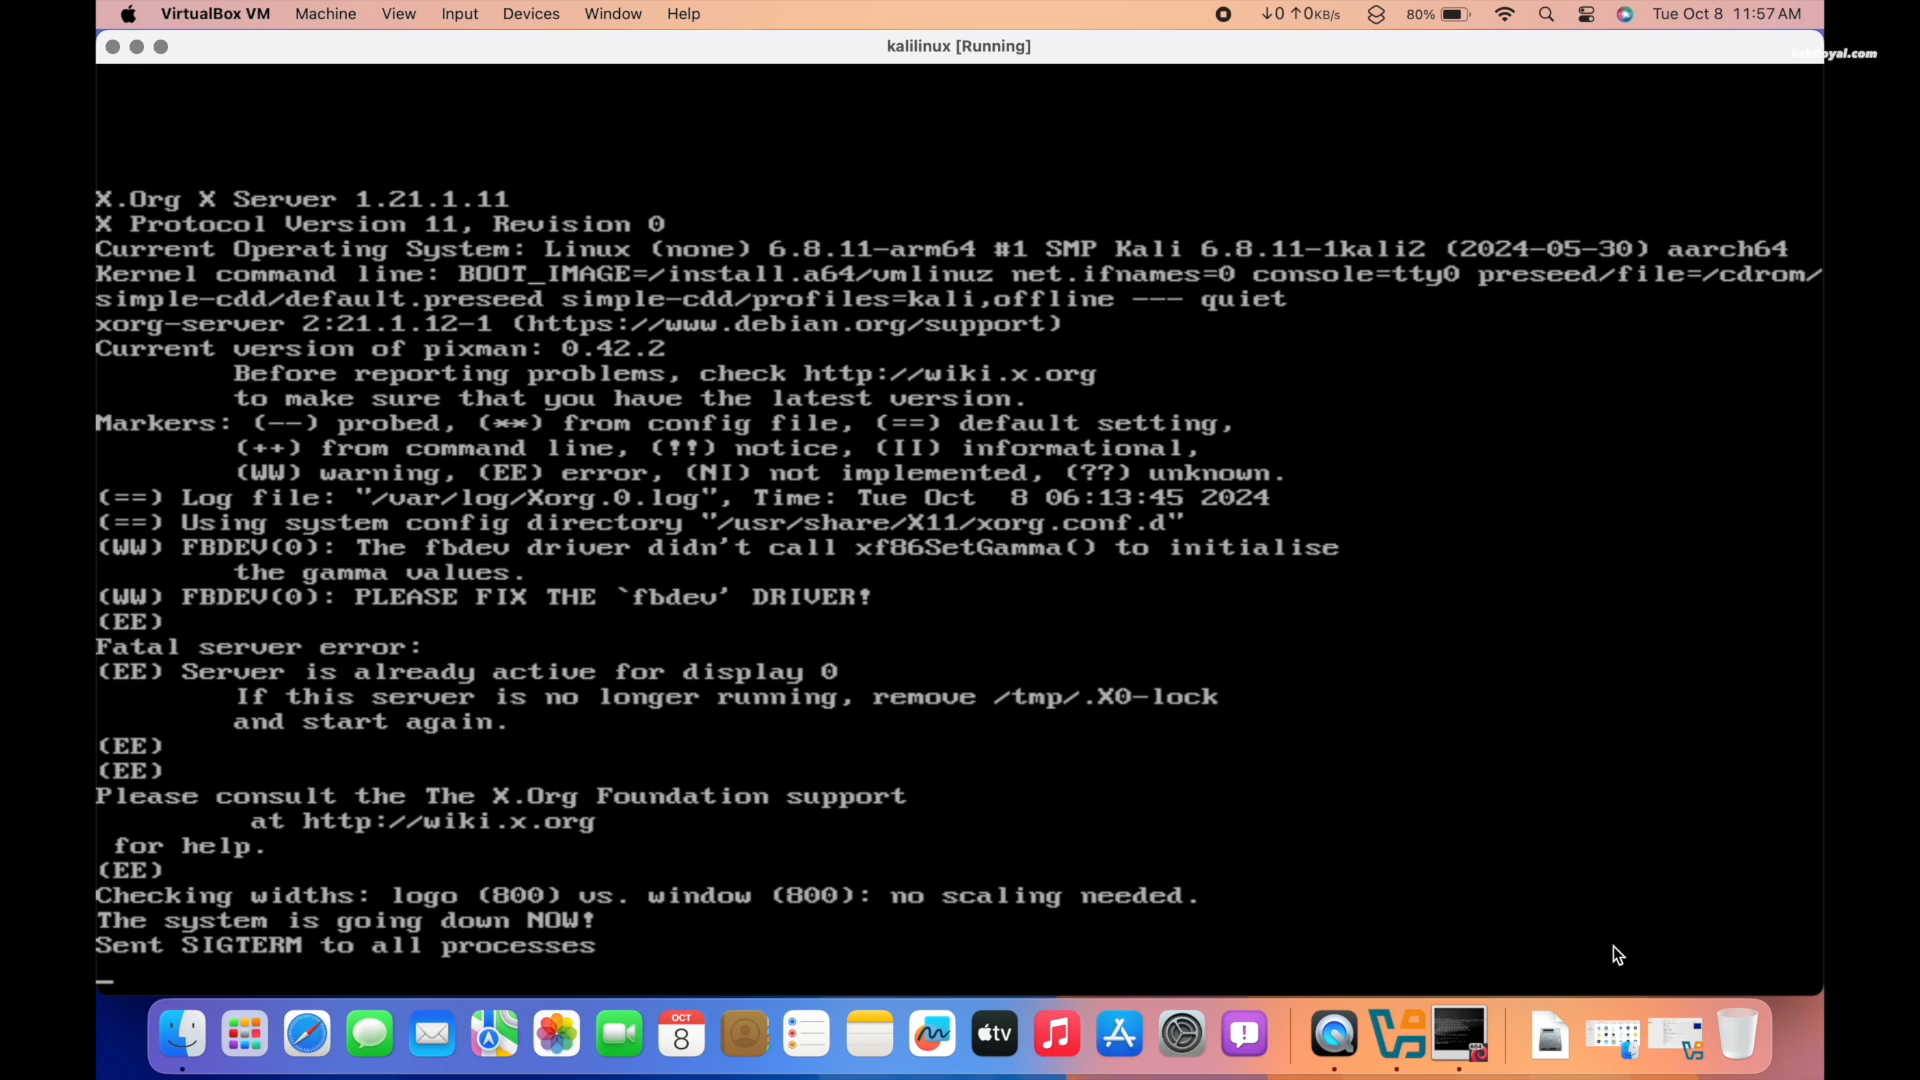 VirtualBox VM Machine View Input Devices Window Help ↓0 ↑0KB/s 80% Tue Oct 8 11:57 AM
kalilinux [Running]
X.Org X Server 1.21.1.11
X Protocol Version 11, Revision 0
Current Operating System: Linux (none) 6.8.11-arm64 #1 SMP Kali 6.8.11-1kali2 (2024-05-30) aarch64
Kernel command line: BOOT_IMAGE=/install.a64/vmlinuz net.ifnames=0 console=tty0 preseed/file=/cdrom/
simple-cdd/default.preseed simple-cdd/profiles=kali,offline --- quiet
xorg-server 2:21.1.12-1 (https://www.debian.org/support)
Current version of pixman: 0.42.2
Before reporting problems, check http://wiki.x.org
to make sure that you have the latest version.
Markers: (--) probed, (**) from config file, (==) default setting,
(++) from command line, (!!) notice, (II) informational,
(WW) warning, (EE) error, (NI) not implemented, (??) unknown.
(==) Log file: "/var/log/Xorg.0.log", Time: Tue Oct  8 06:13:45 2024
(==) Using system config directory "/usr/share/X11/xorg.conf.d"
(WW) FBDEV(0): The fbdev driver didn't call xf86SetGamma() to initialise
the gamma values.
(WW) FBDEV(0): PLEASE FIX THE `fbdev' DRIVER!
(EE)
Fatal server error:
(EE) Server is already active for display 0
If this server is no longer running, remove /tmp/.X0-lock
and start again.
(EE)
(EE)
Please consult the The X.Org Foundation support
at http://wiki.x.org
for help.
(EE)
Checking widths: logo (800) vs. window (800): no scaling needed.
The system is going down NOW!
Sent SIGTERM to all processes
OCT
8
tv
A64